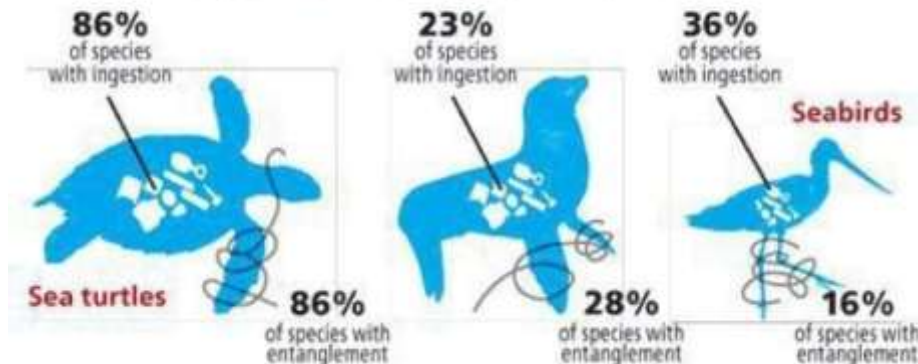 86%
of species
with ingestion
23%
of species
with ingestion
36%
of species
with ingestion
Seabirds
Sea turtles
86%
of species with
entanglement
28%
of species with
entanglement
16%
of species with
entanglement